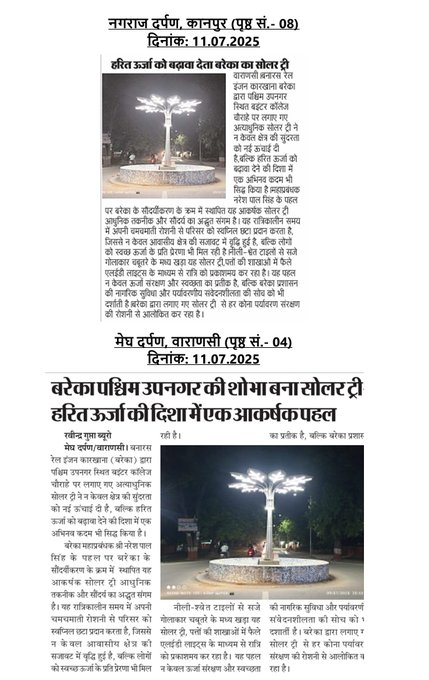 नगराज दर्पण, कानपुर (पृष्ठ सं.- 08)
दिनांक: 11.07.2025
हरित ऊर्जा को बढ़ावा देता बरेका का सोलर ट्री
वाराणसी।बनारस रेल
इंजन कारखाना बरेका
द्वारा पश्चिम उपनगर
स्थित बइंटर कॉलेज
चौराहे पर लगाए गए
अत्याधुनिक सोलर ट्री ने
न केवल क्षेत्र की सुंदरता
को नई ऊंचाई दी
है,बल्कि हरित ऊर्जा को
बढ़ावा देने की दिशा में
एक अभिनव कदम भी
सिद्ध किया है।महाप्रबंधक
नरेश पाल सिंह के पहल
पर बरेका के सौंदर्यीकरण के क्रम में स्थापित यह आकर्षक सोलर ट्री
आधुनिक तकनीक और सौंदर्य का अद्भुत संगम है। यह रात्रिकालीन समय
में अपनी चमचमाती रोशनी से परिसर को स्वप्निल छटा प्रदान करता है,
जिससे न केवल आवासीय क्षेत्र की सजावट में वृद्धि हुई है, बल्कि लोगों
को स्वच्छ ऊर्जा के प्रति प्रेरणा भी मिल रही है।नीली-श्वेत टाइलों से सजे
गोलाकार चबूतरे के मध्य खड़ा यह सोलर ट्री,पत्तों की शाखाओं में फैले
एलईडी लाइट्स के माध्यम से रात्रि को प्रकाशमय कर रहा है। यह पहल
न केवल ऊर्जा संरक्षण और स्वच्छता का प्रतीक है, बल्कि बरेका प्रशासन
की नागरिक सुविधा और पर्यावरणीय संवेदनशीलता की सोच को भी
दर्शाती है।बरेका द्वारा लगाए गए सोलर ट्री से हर कोना पर्यावरण संरक्षण
की रोशनी से आलोकित कर रहा है।
मेघ दर्पण, वाराणसी (पृष्ठ सं.- 04)
दिनांक: 11.07.2025
बरेका पश्चिम उपनगर की शोभा बना सोलर ट्री
हरित ऊर्जा की दिशा में एक आकर्षक पहल
रवीन्द्र गुप्ता ब्यूरो
मेघ दर्पण/वाराणसी। बनारस
रेल इंजन कारखाना (बरेका) द्वारा
पश्चिम उपनगर स्थित बइंटर कॉलेज
चौराहे पर लगाए गए अत्याधुनिक
सोलर ट्री ने न केवल क्षेत्र की सुंदरता
को नई ऊंचाई दी है, बल्कि हरित
ऊर्जा को बढ़ावा देने की दिशा में एक
अभिनव कदम भी सिद्ध किया है।
बरेका महाप्रबंधक श्री नरेश पाल
सिंह के पहल पर बरेका के
सौंदर्यीकरण के क्रम में स्थापित यह
आकर्षक सोलर ट्री आधुनिक
तकनीक और सौंदर्य का अद्भुत संगम
है। यह रात्रिकालीन समय में अपनी
चमचमाती रोशनी से परिसर को
स्वप्निल छटा प्रदान करता है, जिससे
न केवल आवासीय क्षेत्र की
सजावट में वृद्धि हुई है, बल्कि लोगों
को स्वच्छ ऊर्जा के प्रति प्रेरणा भी मिल
रही है।
नीली-श्वेत टाइलों से सजे
गोलाकार चबूतरे के मध्य खड़ा यह
सोलर ट्री, पत्तों की शाखाओं में फैले
एलईडी लाइट्स के माध्यम से रात्रि
को प्रकाशमय कर रहा है। यह पहल
न केवल ऊर्जा संरक्षण और स्वच्छता
का प्रतीक है, बल्कि बरेका प्रशास
की नागरिक सुविधा और पर्यावरण
संवेदनशीलता की सोच को
दर्शाती है। बरेका द्वारा लगाए
सोलर ट्री से हर कोना पर्यावरण
संरक्षण की रोशनी से आलोकित
रहा है।